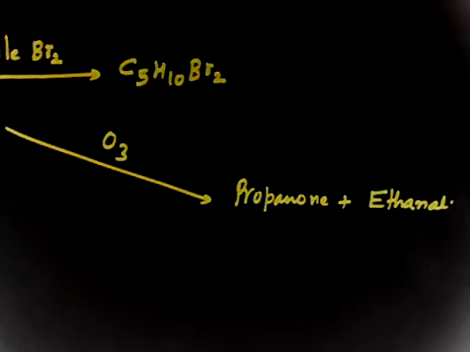 le Br₂
C₅H₁₀Br₂
O₃
Propanone + Ethanal.